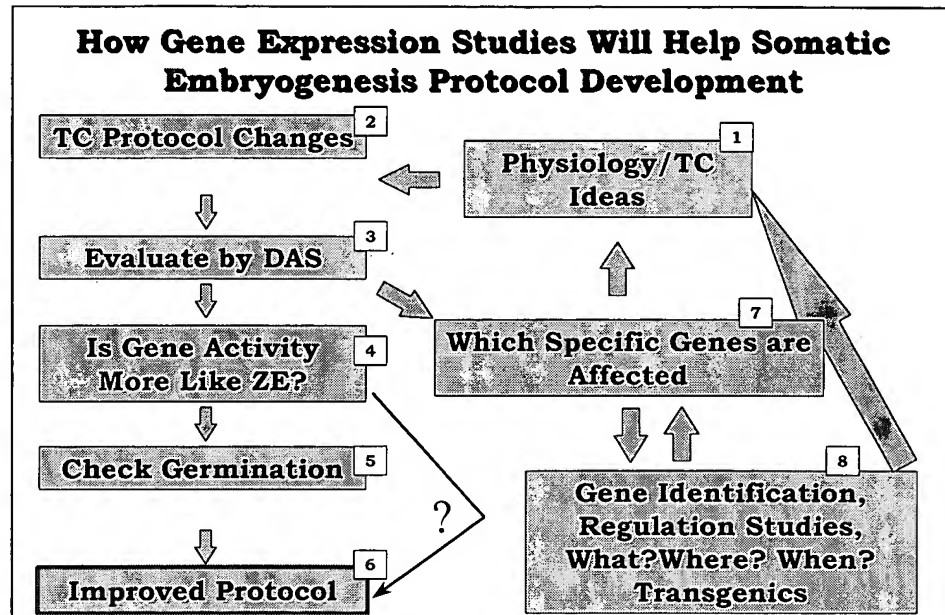 How Gene Expression Studies Will Help Somatic
Embryogenesis Protocol Development
2
TC Protocol Changes
1
Physiology/TC
Ideas
3
Evaluate by DAS
4
Is Gene Activity
More Like ZE?
7
Which Specific Genes are
Affected
5
Check Germination
8
Gene Identification,
Regulation Studies,
What?Where? When?
Transgenics
?
6
Improved Protocol